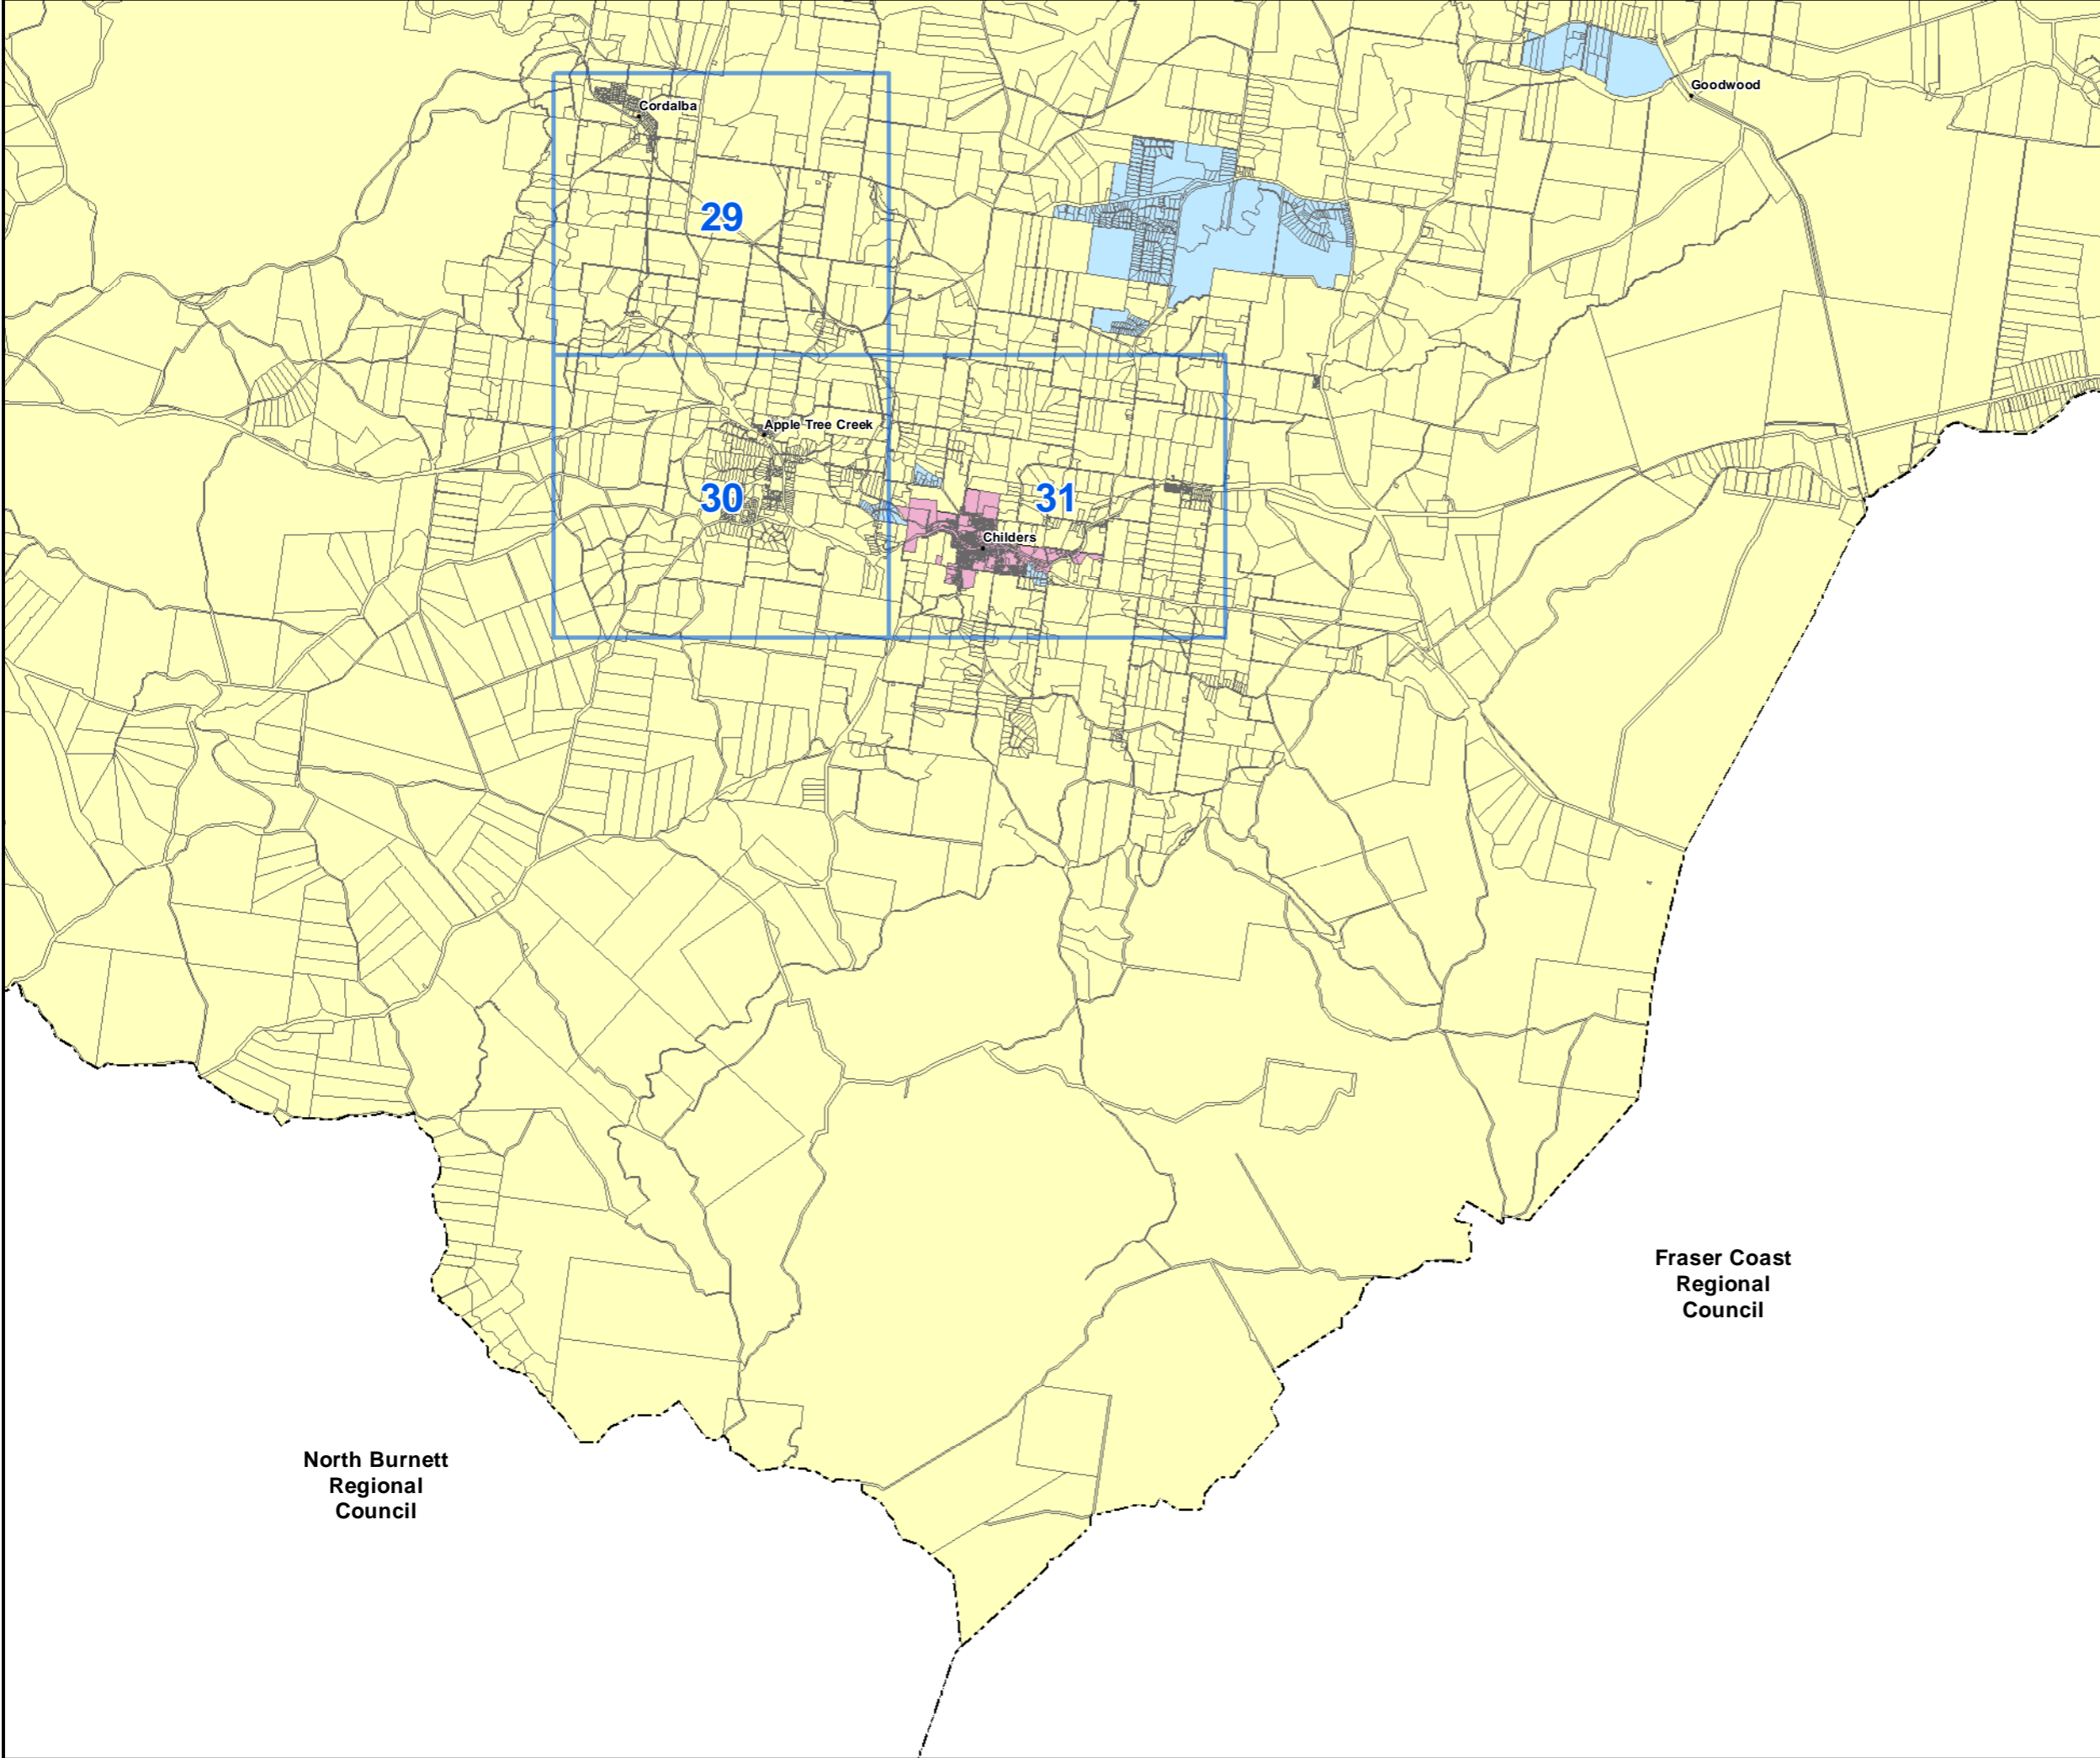 Goodwood
Cordalba
29
Apple Tree Creek
30
31
Childers
Fraser Coast
Regional
Council
North Burnett
Regional
Council